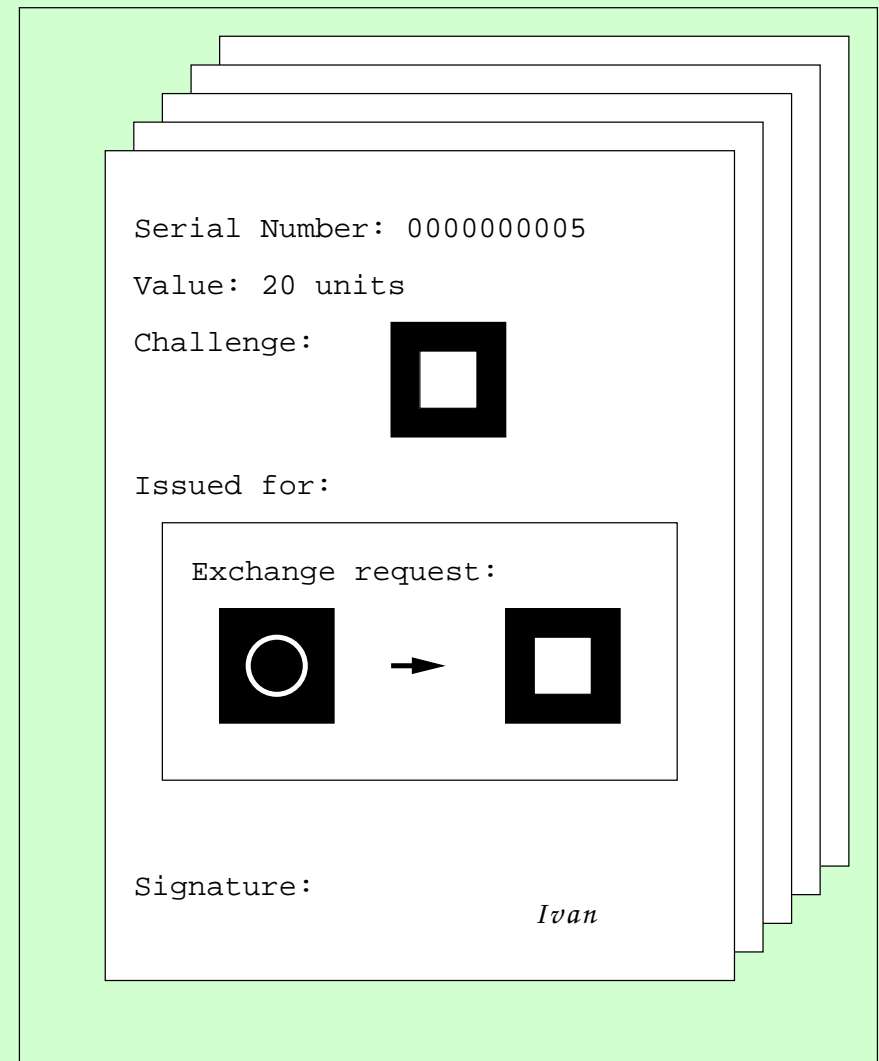 Serial Number: 0000000005
Value: 20 units
Challenge:
Issued for:
Exchange request:
Signature:
Ivan